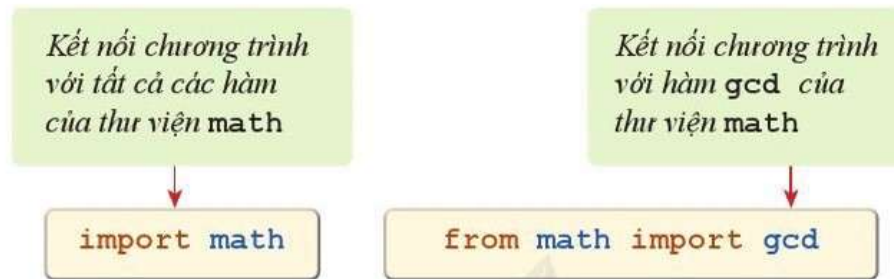 Kết nối chương trình
với tất cả các hàm
của thư viện math
Kết nối chương trình
với hàm gcd của
thư viện math
import math
from math import gcd